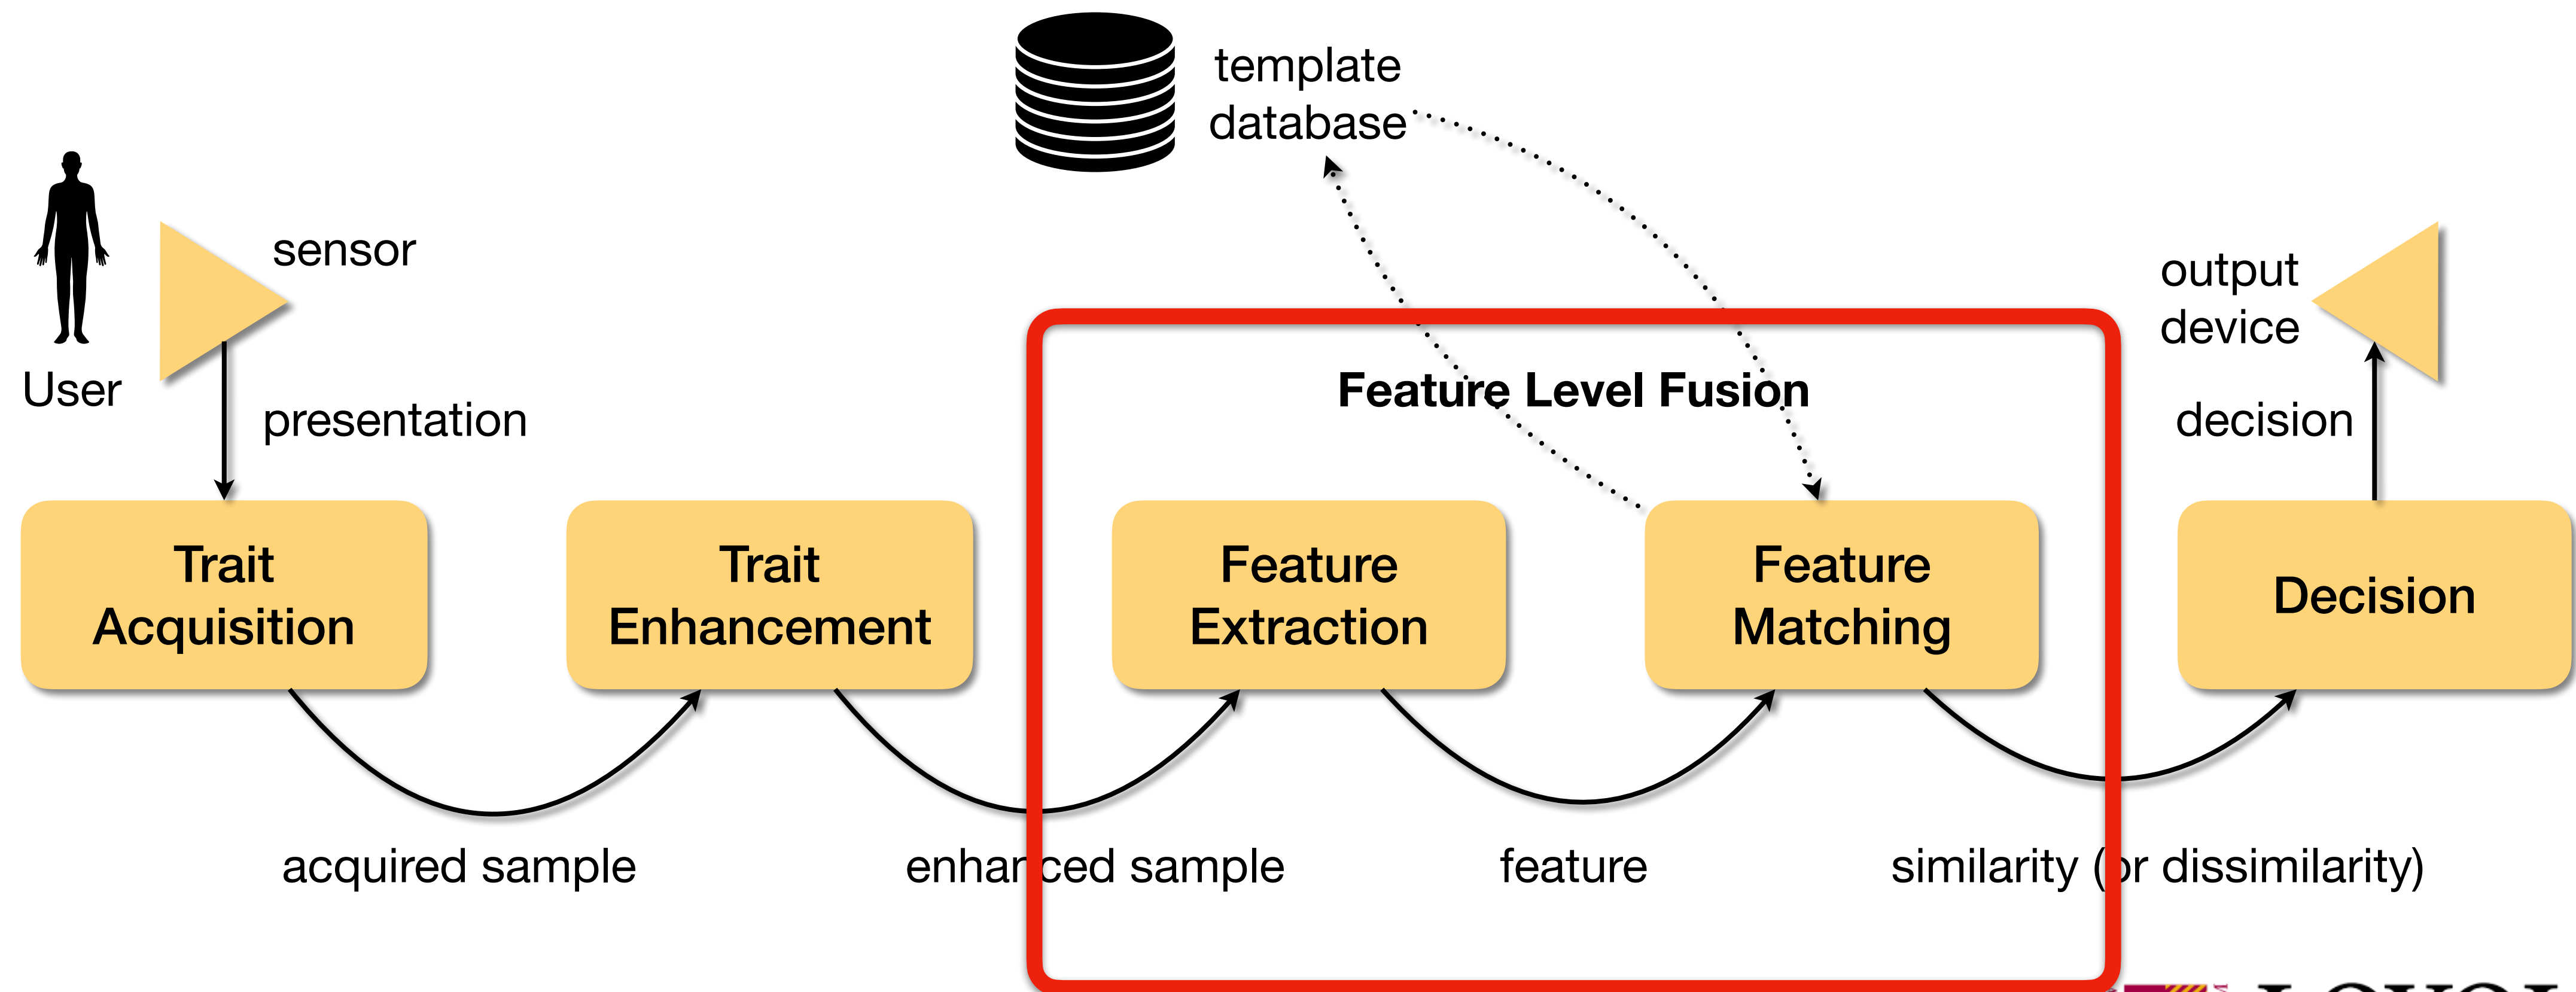 template
database
sensor
output
device
User
Feature Level Fusion
presentation
decision
Trait
Acquisition
Trait
Enhancement
Feature
Extraction
Feature
Matching
Decision
acquired sample
enhanced sample
feature
similarity (or dissimilarity)